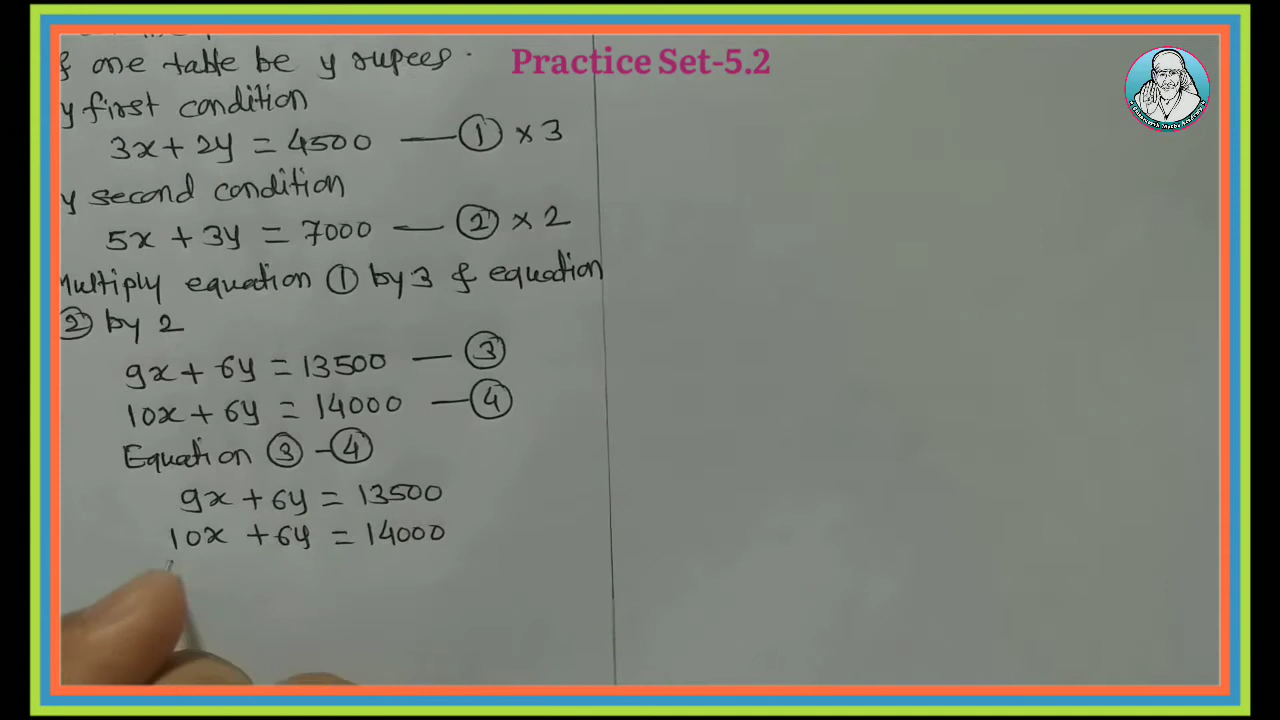 Practice Set-5.2
one table be y rupees.
y first condition
3x + 2y = 4500 — ① × 3
y second condition
5x + 3y = 7000 — ② × 2
Multiply equation ① by 3 & equation
② by 2
9x + 6y = 13500 — ③
10x + 6y = 14000 — ④
Equation ③ - ④
9x + 6y = 13500
10x + 6y = 14000